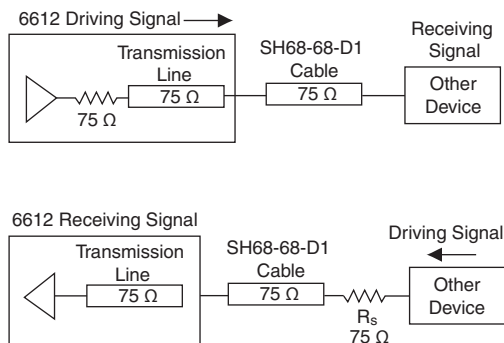 6612 Driving Signal
Transmission
Line
75 Ω
75 Ω
SH68-68-D1
Cable
75 Ω
Receiving
Signal
Other
Device
6612 Receiving Signal
Transmission
Line
75 Ω
SH68-68-D1
Cable
75 Ω
Rs
75 Ω
Driving Signal
Other
Device